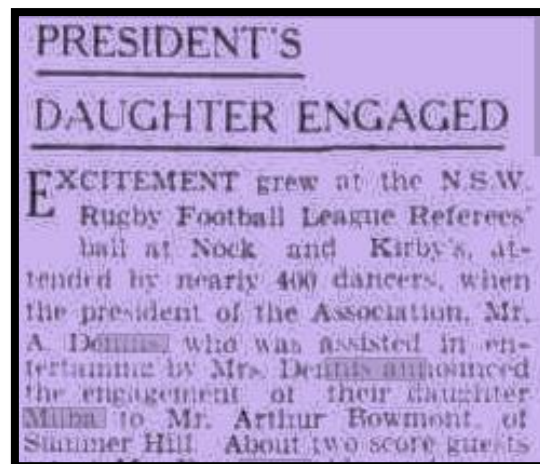 PRESIDENT'S
DAUGHTER ENGAGED
EXCITEMENT grew at the N.S.W.
Rugby Football League Referees'
ball at Nock and Kirby's, at-
tended by nearly 400 dancers, when
the president of the Association, Mr.
A. Dennis, who was assisted in en-
tertaining by Mrs. Dennis announced
the engagement of their daughter
Milba to Mr. Arthur Bowmont, of
Summer Hill. About two score guests